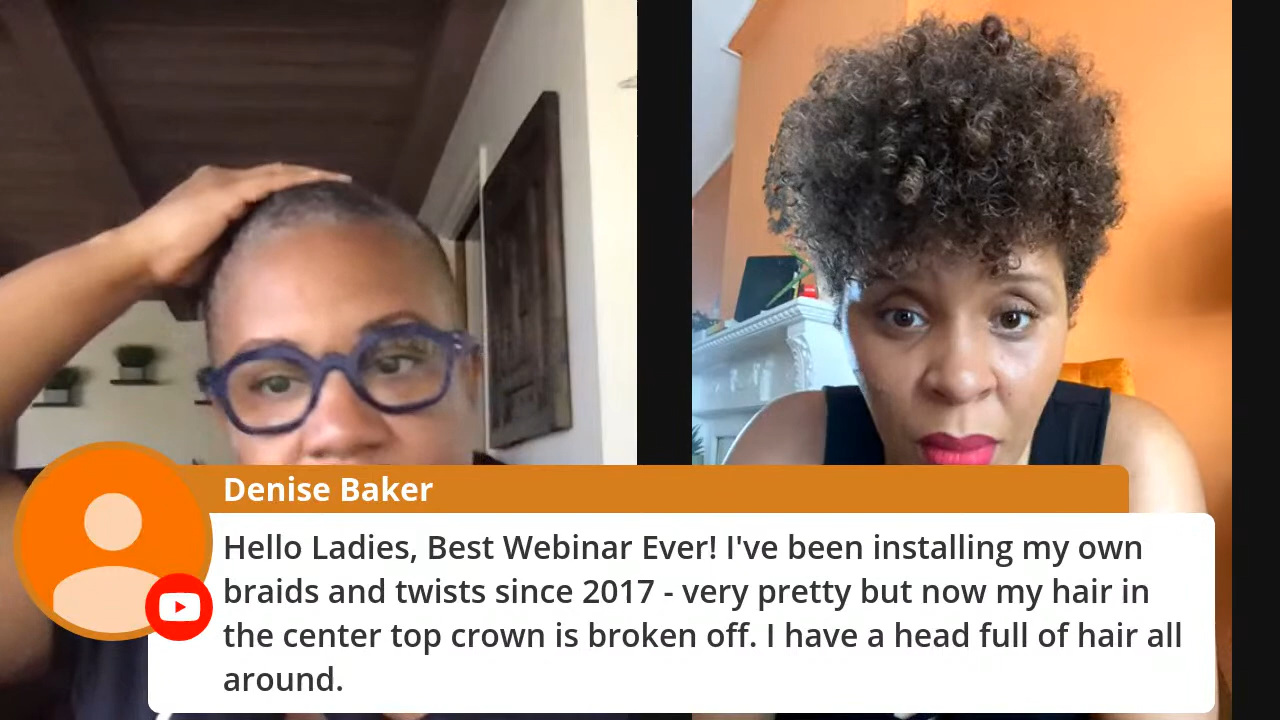 Denise Baker
Hello Ladies, Best Webinar Ever! I've been installing my own
braids and twists since 2017 - very pretty but now my hair in
the center top crown is broken off. I have a head full of hair all
around.